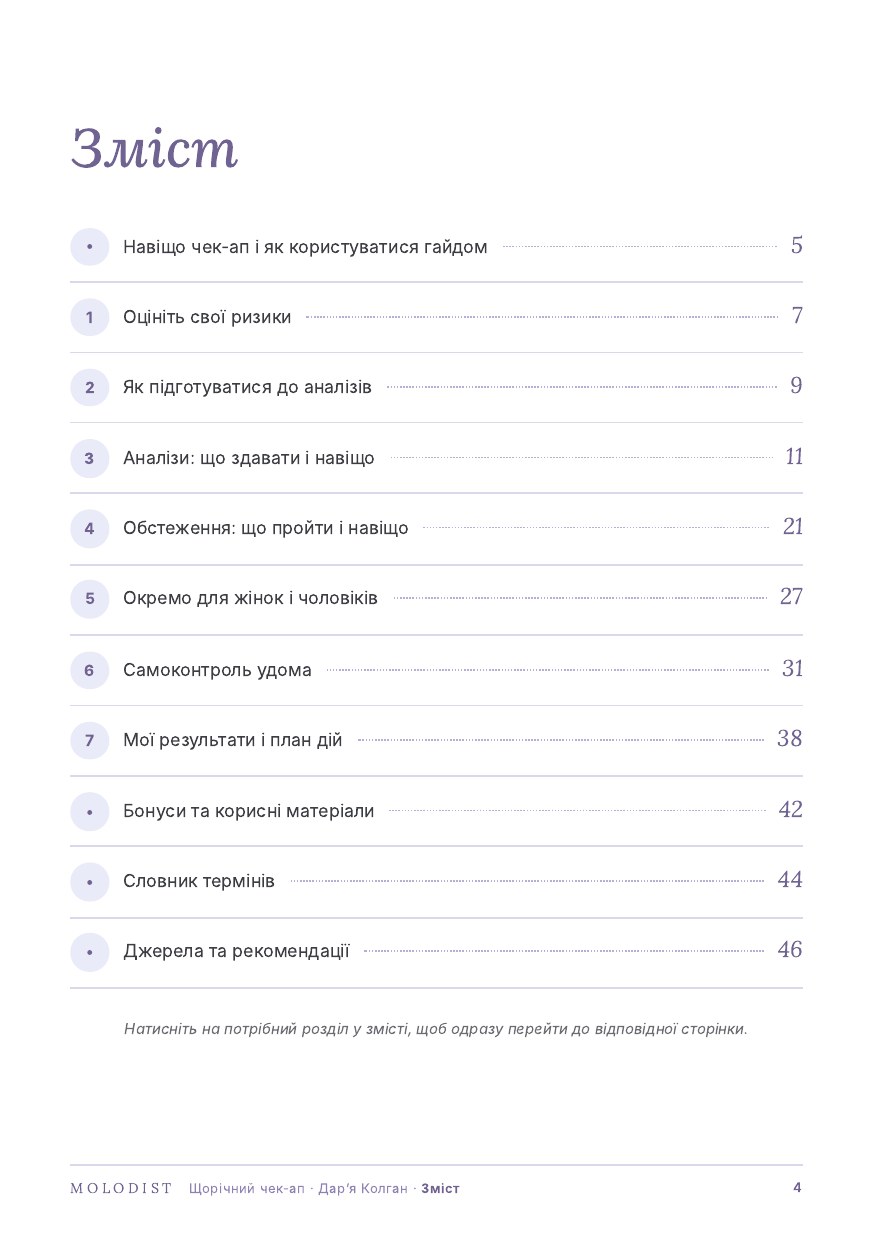 Зміст
• Навіщо чек-ап і як користуватися гайдом 5
1 Оцініть свої ризики 7
2 Як підготуватися до аналізів 9
3 Аналізи: що здавати і навіщо 11
4 Обстеження: що пройти і навіщо 21
5 Окремо для жінок і чоловіків 27
6 Самоконтроль удома 31
7 Мої результати і план дій 38
• Бонуси та корисні матеріали 42
• Словник термінів 44
• Джерела та рекомендації 46
Натисніть на потрібний розділ у змісті, щоб одразу перейти до відповідної сторінки.
MOLODIST Щорічний чек-ап · Дар’я Колган · Зміст 4